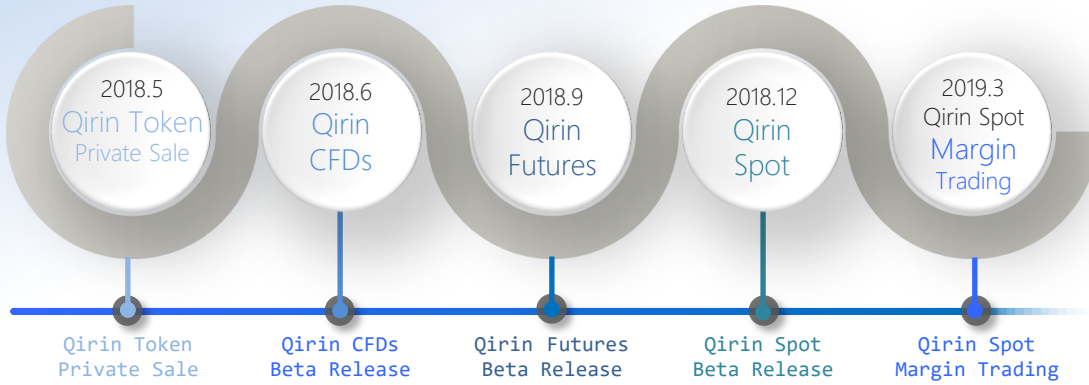 2018.5
Qirin Token
Private Sale
2018.6
Qirin
CFDs
2018.9
Qirin
Futures
2018.12
Qirin
Spot
2019.3
Qirin Spot
Margin
Trading
Qirin Token
Private Sale
Qirin CFDs
Beta Release
Qirin Futures
Beta Release
Qirin Spot
Beta Release
Qirin Spot
Margin Trading